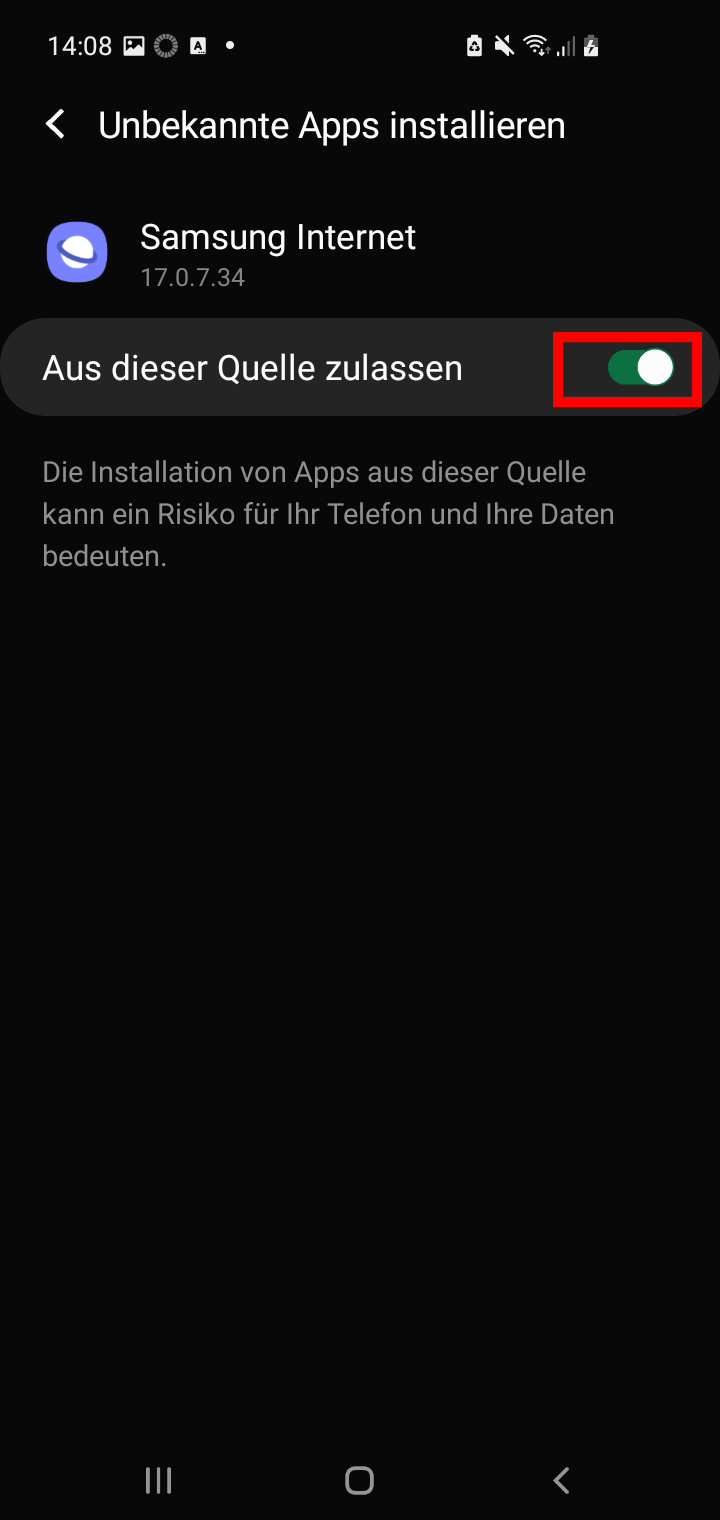 14:08
Unbekannte Apps installieren
Samsung Internet
17.0.7.34
Aus dieser Quelle zulassen
Die Installation von Apps aus dieser Quelle
kann ein Risiko für Ihr Telefon und Ihre Daten
bedeuten.